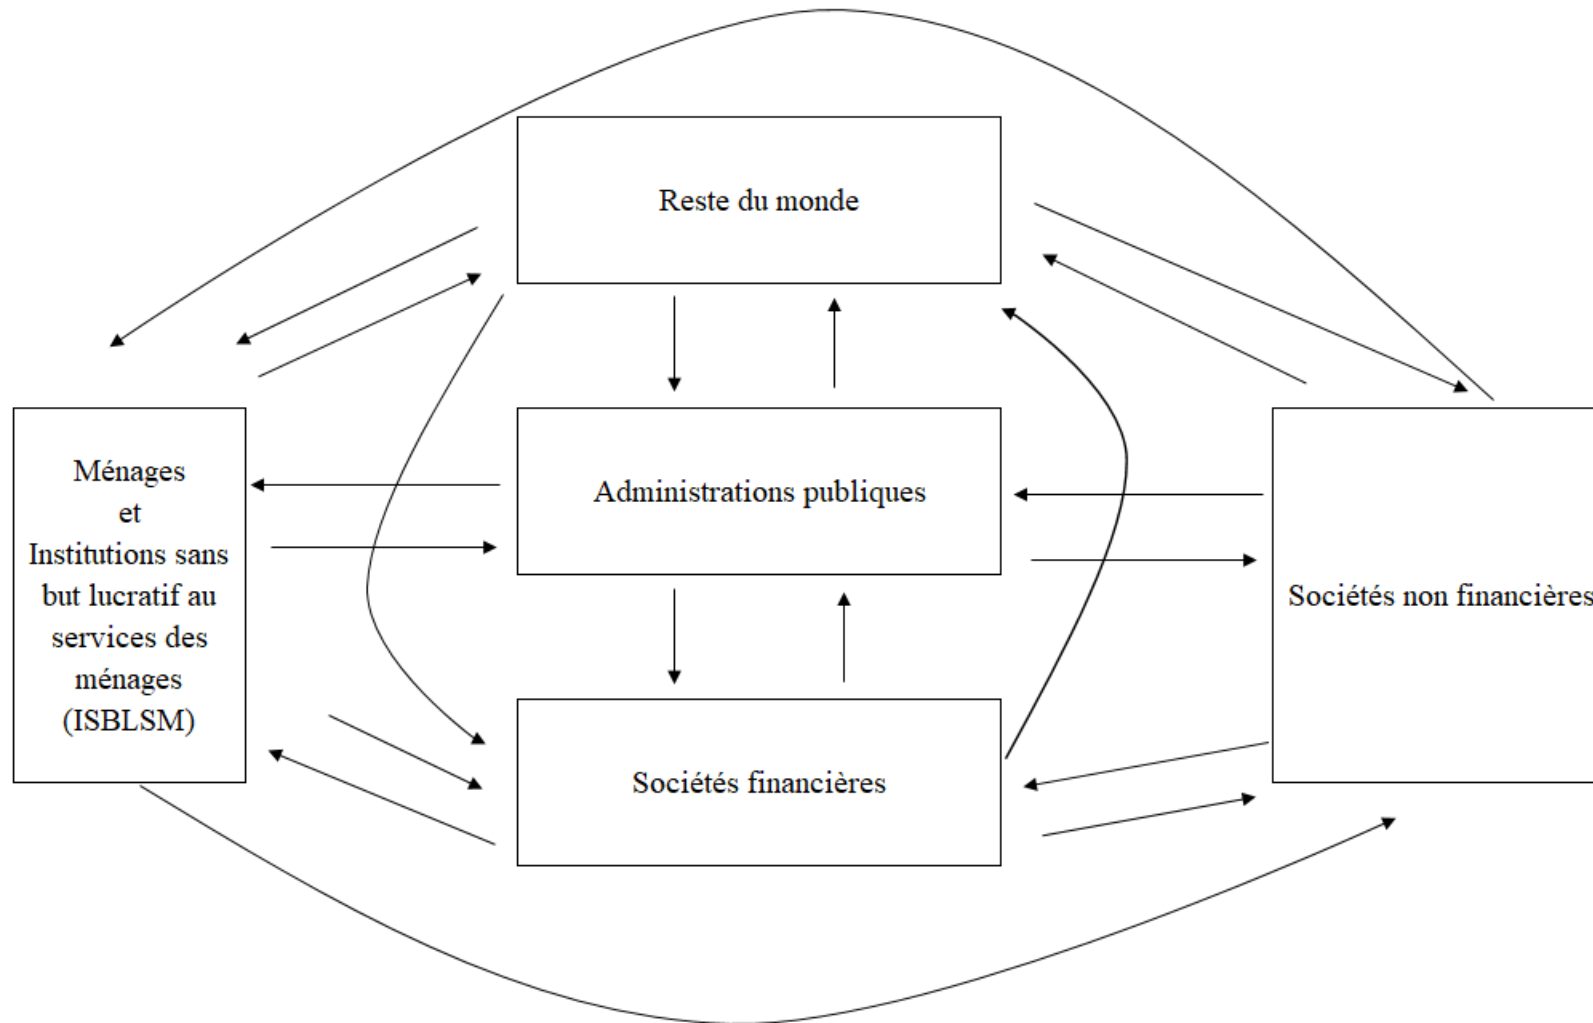 Reste du monde
Ménages
et
Institutions sans
but lucratif au
services des
ménages
(ISBLSM)
Administrations publiques
Sociétés non financières
Sociétés financières